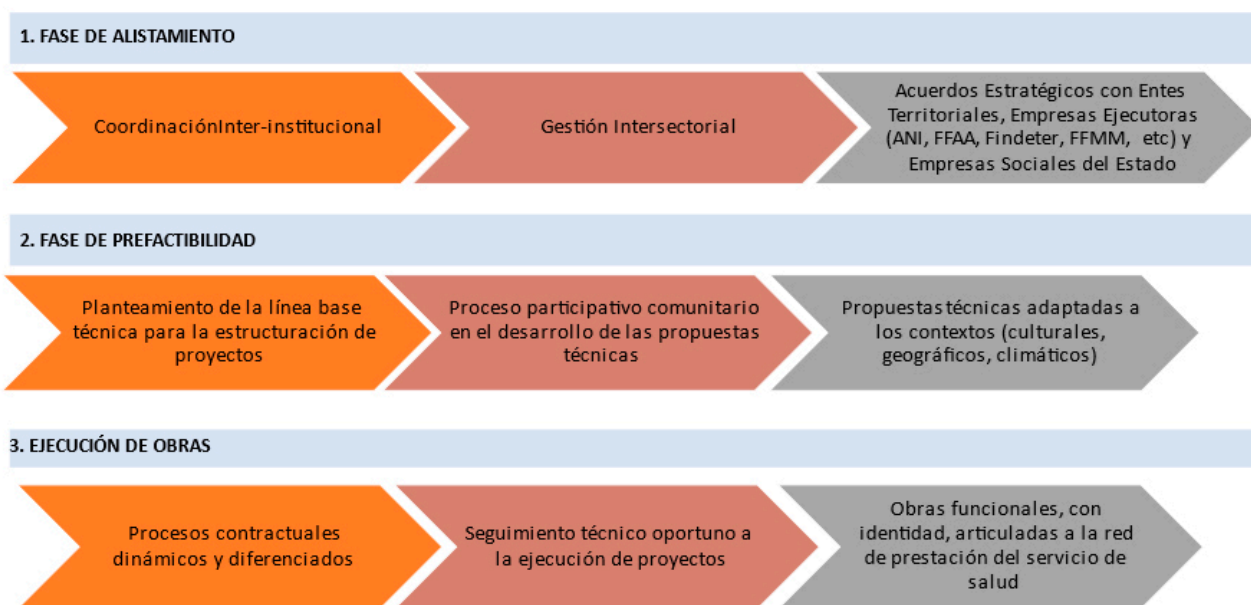 1. FASE DE ALISTAMIENTO
CoordinaciónInter-institucional
Gestión Intersectorial
Acuerdos Estratégicos con Entes
Territoriales, Empresas Ejecutoras
(ANI, FFAA, Findeter, FFMM, etc) y
Empresas Sociales del Estado
2. FASE DE PREFACTIBILIDAD
Planteamiento de la línea base
técnica para la estructuración de
proyectos
Proceso participativo comunitario
en el desarrollo de las propuestas
técnicas
Propuestas técnicas adaptadas a
los contextos (culturales,
geográficos, climáticos)
3. EJECUCIÓN DE OBRAS
Procesos contractuales
dinámicos y diferenciados
Seguimiento técnico oportuno a
la ejecución de proyectos
Obras funcionales, con
identidad, articuladas a la red
de prestación del servicio de
salud